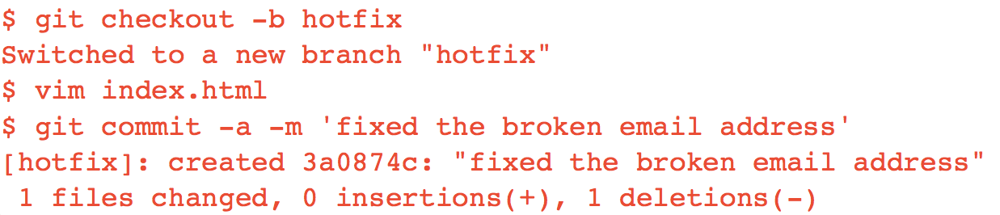 $ git checkout -b hotfix
Switched to a new branch "hotfix"
$ vim index.html
$ git commit -a -m 'fixed the broken email address'
[hotfix]: created 3a0874c: "fixed the broken email address"
 1 files changed, 0 insertions(+), 1 deletions(-)